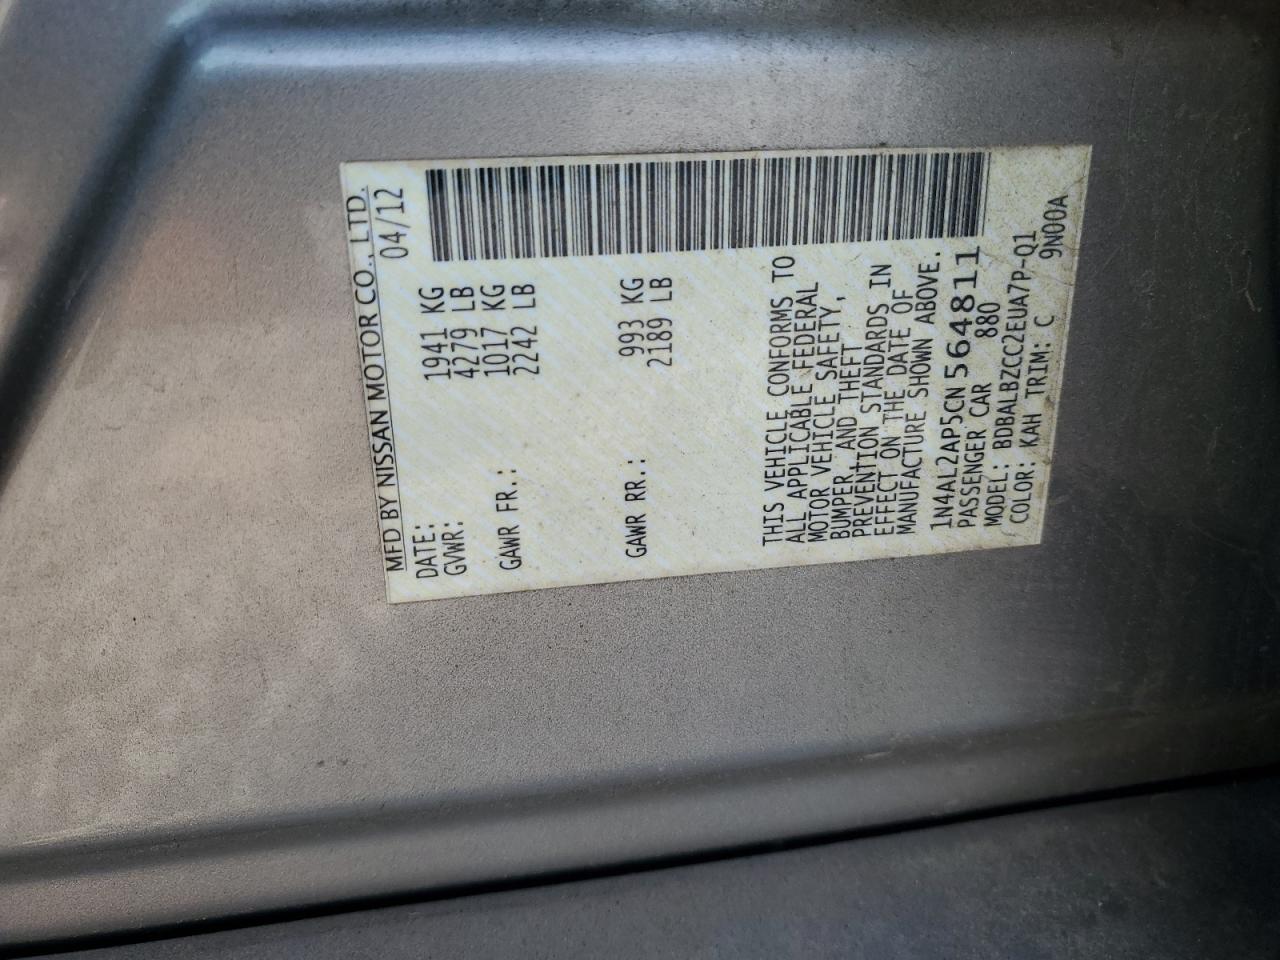 MFD BY NISSAN MOTOR CO., LTD.
DATE: 04/12
GVWR: 1941 KG
4279 LB
GAWR FR.: 1017 KG
2242 LB
GAWR RR.: 993 KG
2189 LB
THIS VEHICLE CONFORMS TO
ALL APPLICABLE FEDERAL
MOTOR VEHICLE SAFETY,
BUMPER AND THEFT
PREVENTION STANDARDS IN
EFFECT ON THE DATE OF
MANUFACTURE SHOWN ABOVE.
1N4AL2AP5CN564811
PASSENGER CAR 880
MODEL: BDBALBZCC2EUA7P-Q1
COLOR: KAH TRIM: C 9N00A